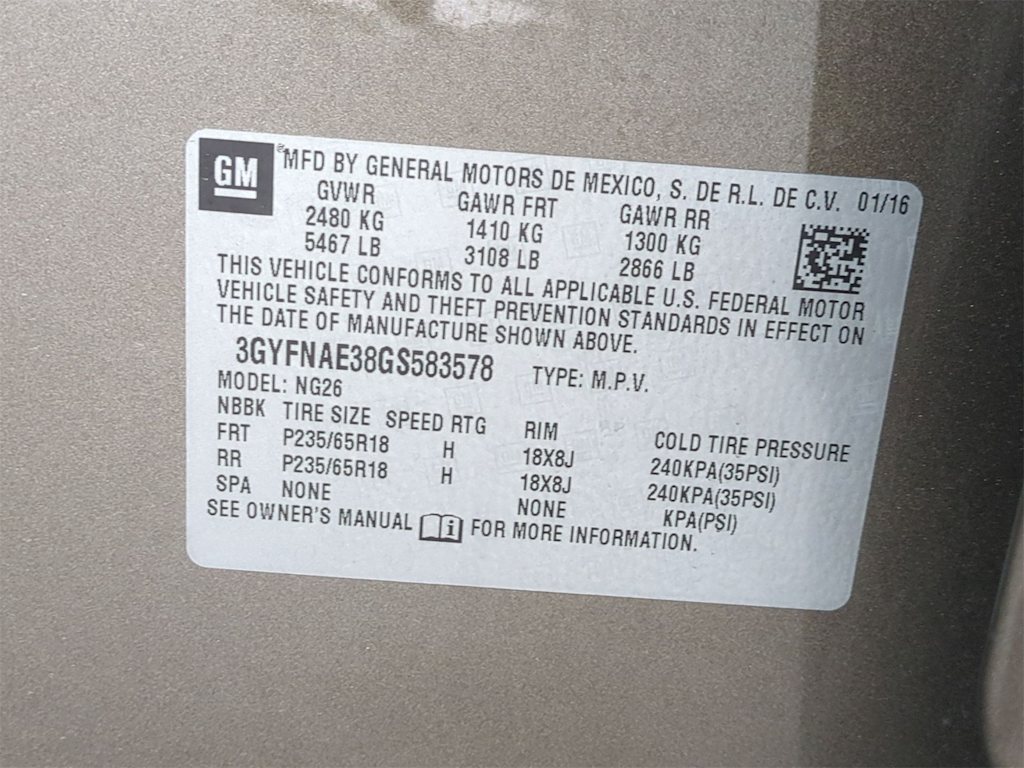 GM
® MFD BY GENERAL MOTORS DE MEXICO, S. DE R.L. DE C.V. 01/16
GVWR GAWR FRT GAWR RR
2480 KG 1410 KG 1300 KG
5467 LB 3108 LB 2866 LB
THIS VEHICLE CONFORMS TO ALL APPLICABLE U.S. FEDERAL MOTOR
VEHICLE SAFETY AND THEFT PREVENTION STANDARDS IN EFFECT ON
THE DATE OF MANUFACTURE SHOWN ABOVE.
3GYFNAE38GS583578 TYPE: M.P.V.
MODEL: NG26
NBBK TIRE SIZE SPEED RTG RIM COLD TIRE PRESSURE
FRT P235/65R18 H 18X8J 240KPA(35PSI)
RR P235/65R18 H 18X8J 240KPA(35PSI)
SPA NONE NONE KPA(PSI)
SEE OWNER'S MANUAL i FOR MORE INFORMATION.